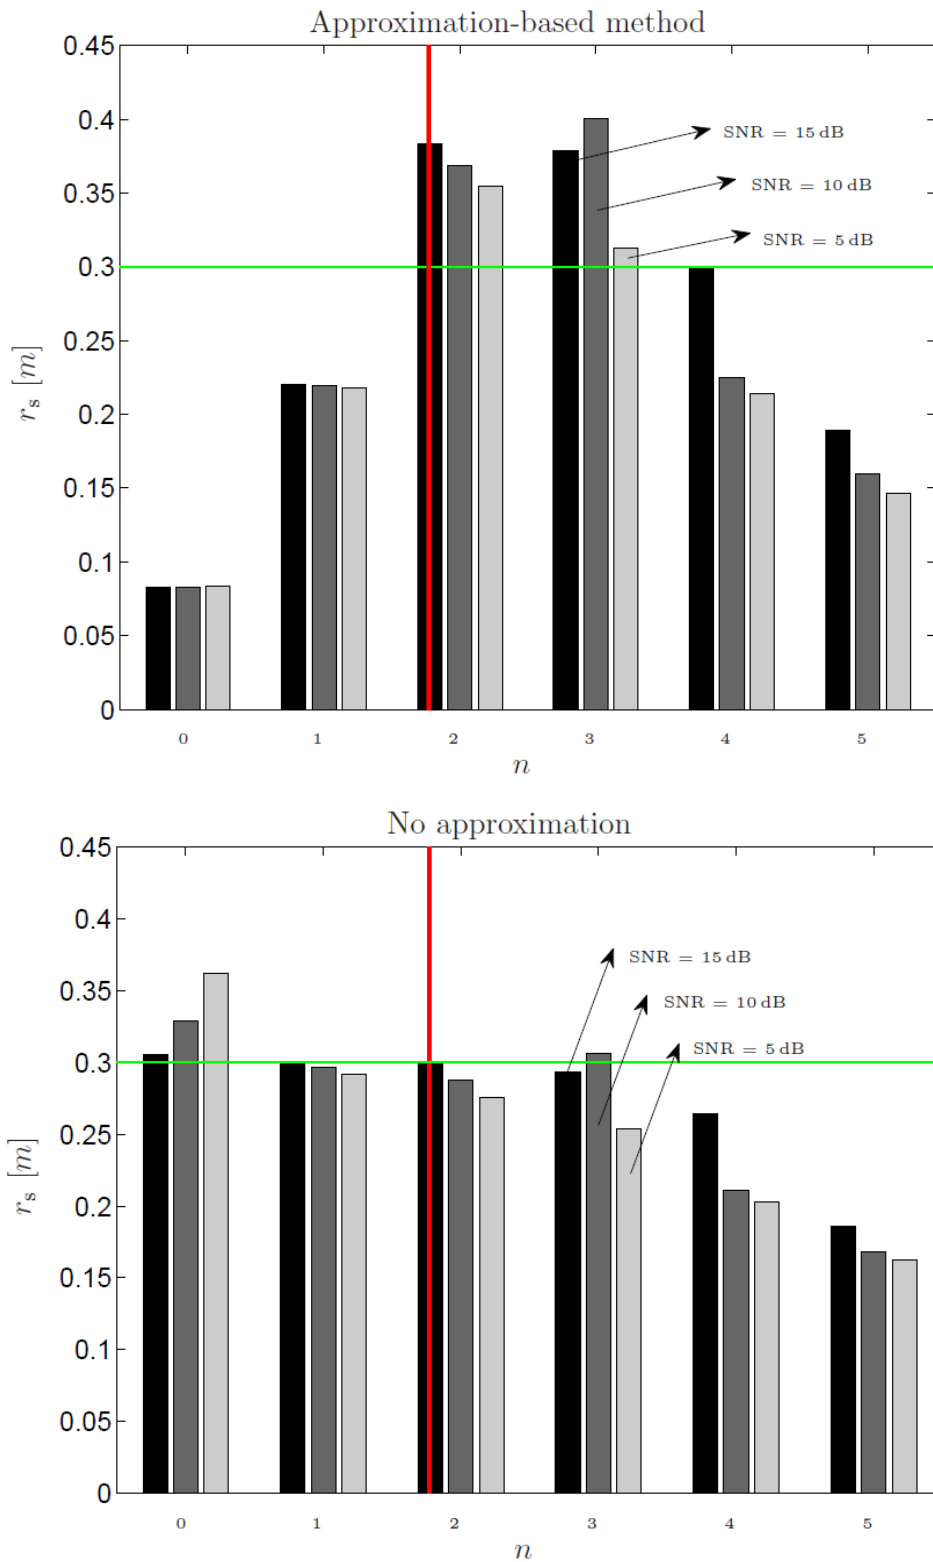 Approximation-based method
0.45
0.4
0.35
0.3
0.25
0.2
0.15
0.1
0.05
0
r_s [m]
SNR = 15 dB
SNR = 10 dB
SNR = 5 dB
0 1 2 3 4 5
n
No approximation
0.45
0.4
0.35
0.3
0.25
0.2
0.15
0.1
0.05
0
r_s [m]
SNR = 15 dB
SNR = 10 dB
SNR = 5 dB
0 1 2 3 4 5
n